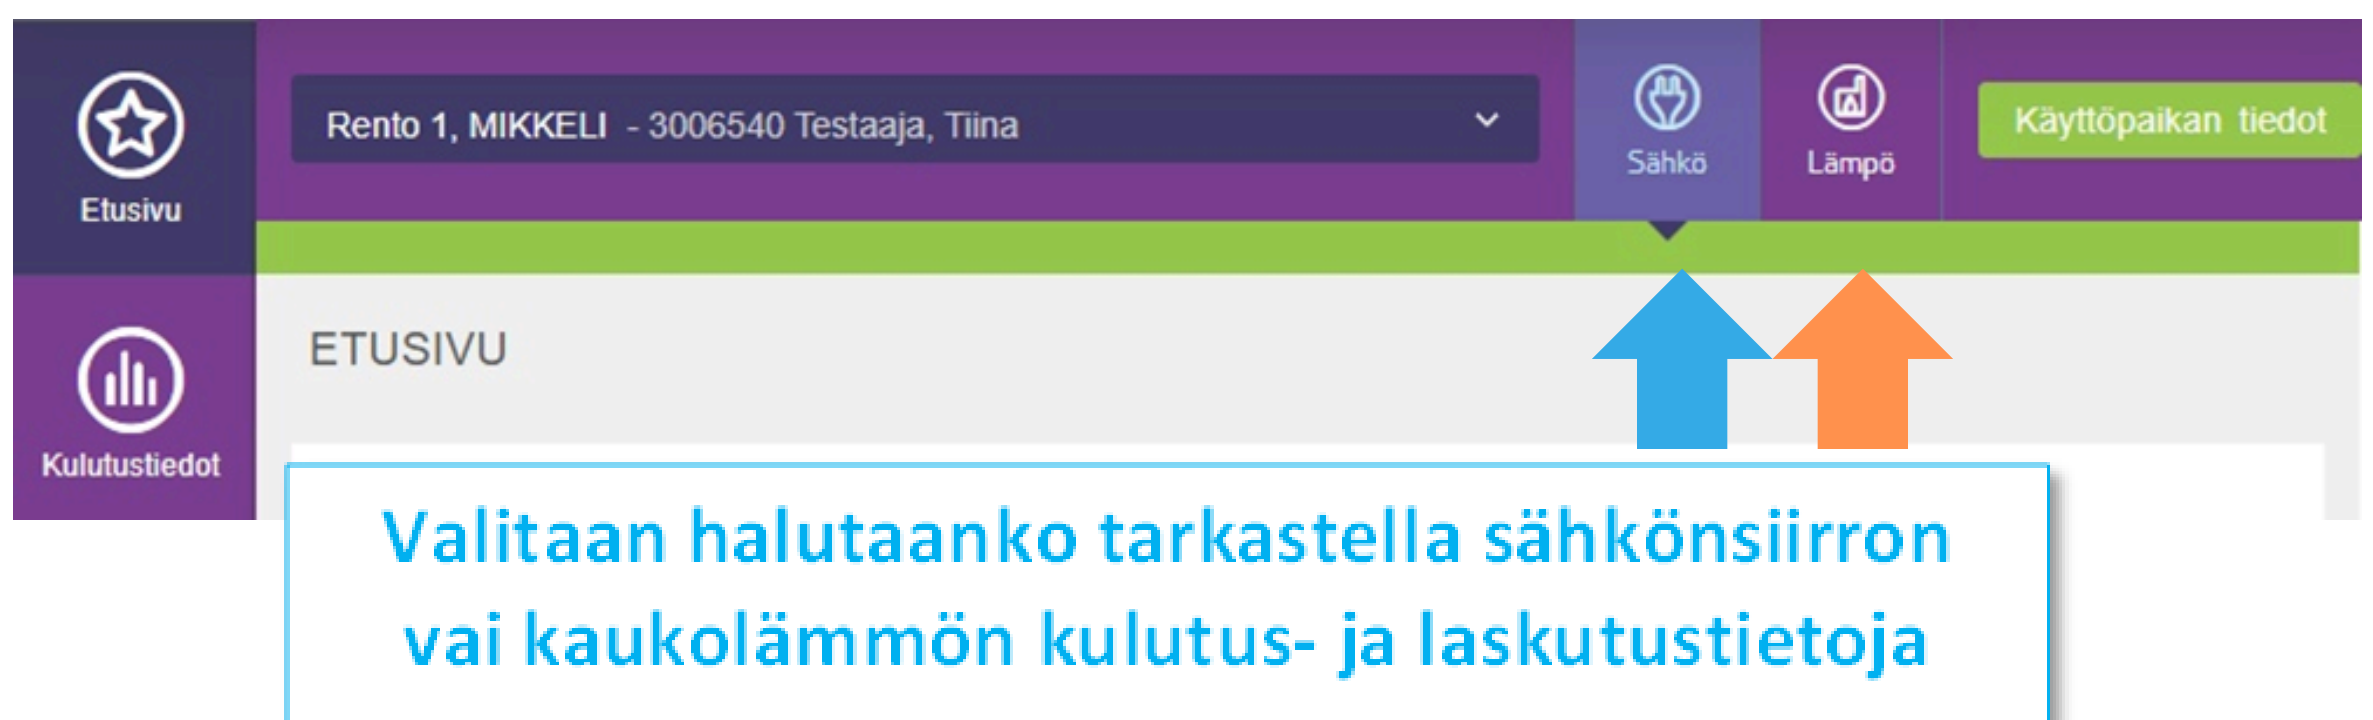 Etusivu
Rento 1, MIKKELI - 3006540 Testaaja, Tiina
Sähkö
Lämpö
Käyttöpaikan tiedot
ETUSIVU
Kulutustiedot
Valitaan halutaanko tarkastella sähkönsiirron
vai kaukolämmön kulutus- ja laskutustietoja